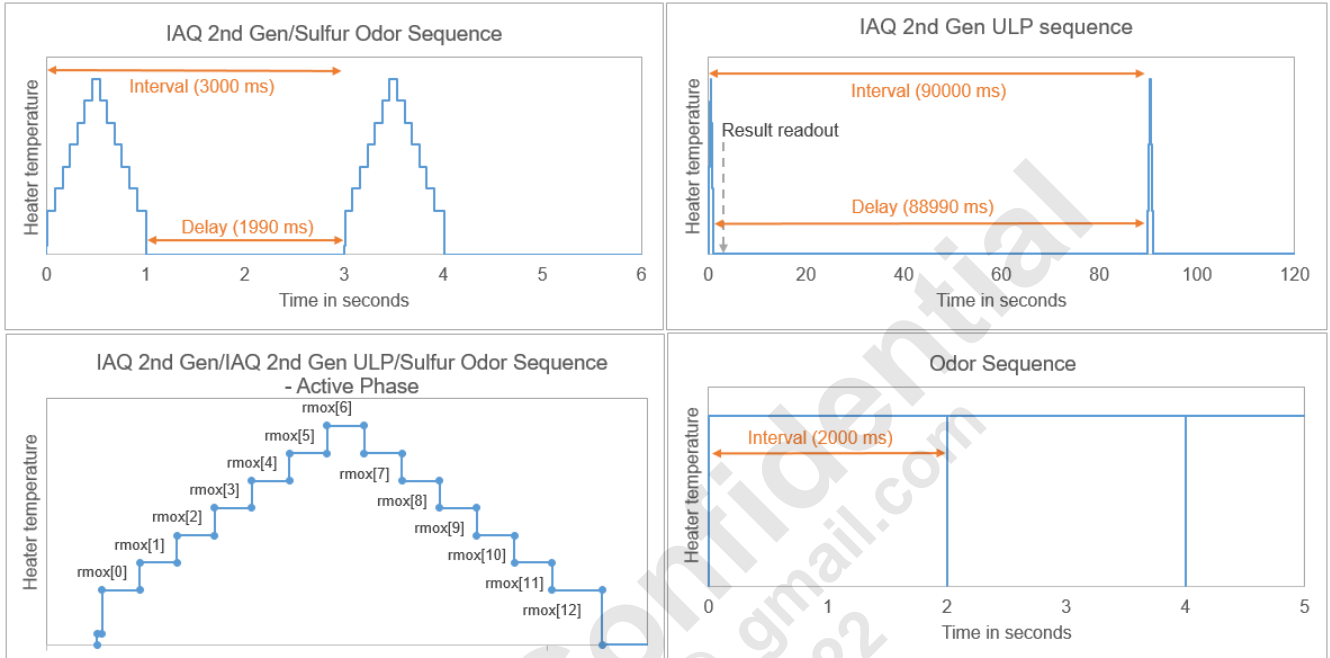 IAQ 2nd Gen/Sulfur Odor Sequence
Heater temperature
Interval (3000 ms)
Delay (1990 ms)
0 1 2 3 4 5 6
Time in seconds
IAQ 2nd Gen ULP sequence
Heater temperature
Interval (90000 ms)
Result readout
Delay (88990 ms)
0 20 40 60 80 100 120
Time in seconds
IAQ 2nd Gen/IAQ 2nd Gen ULP/Sulfur Odor Sequence
- Active Phase
Heater temperature
rmox[6]
rmox[5]
rmox[4]
rmox[3]
rmox[2]
rmox[1]
rmox[0]
rmox[7]
rmox[8]
rmox[9]
rmox[10]
rmox[11]
rmox[12]
Odor Sequence
Heater temperature
Interval (2000 ms)
0 1 2 3 4 5
Time in seconds
Confidential
gmail.com